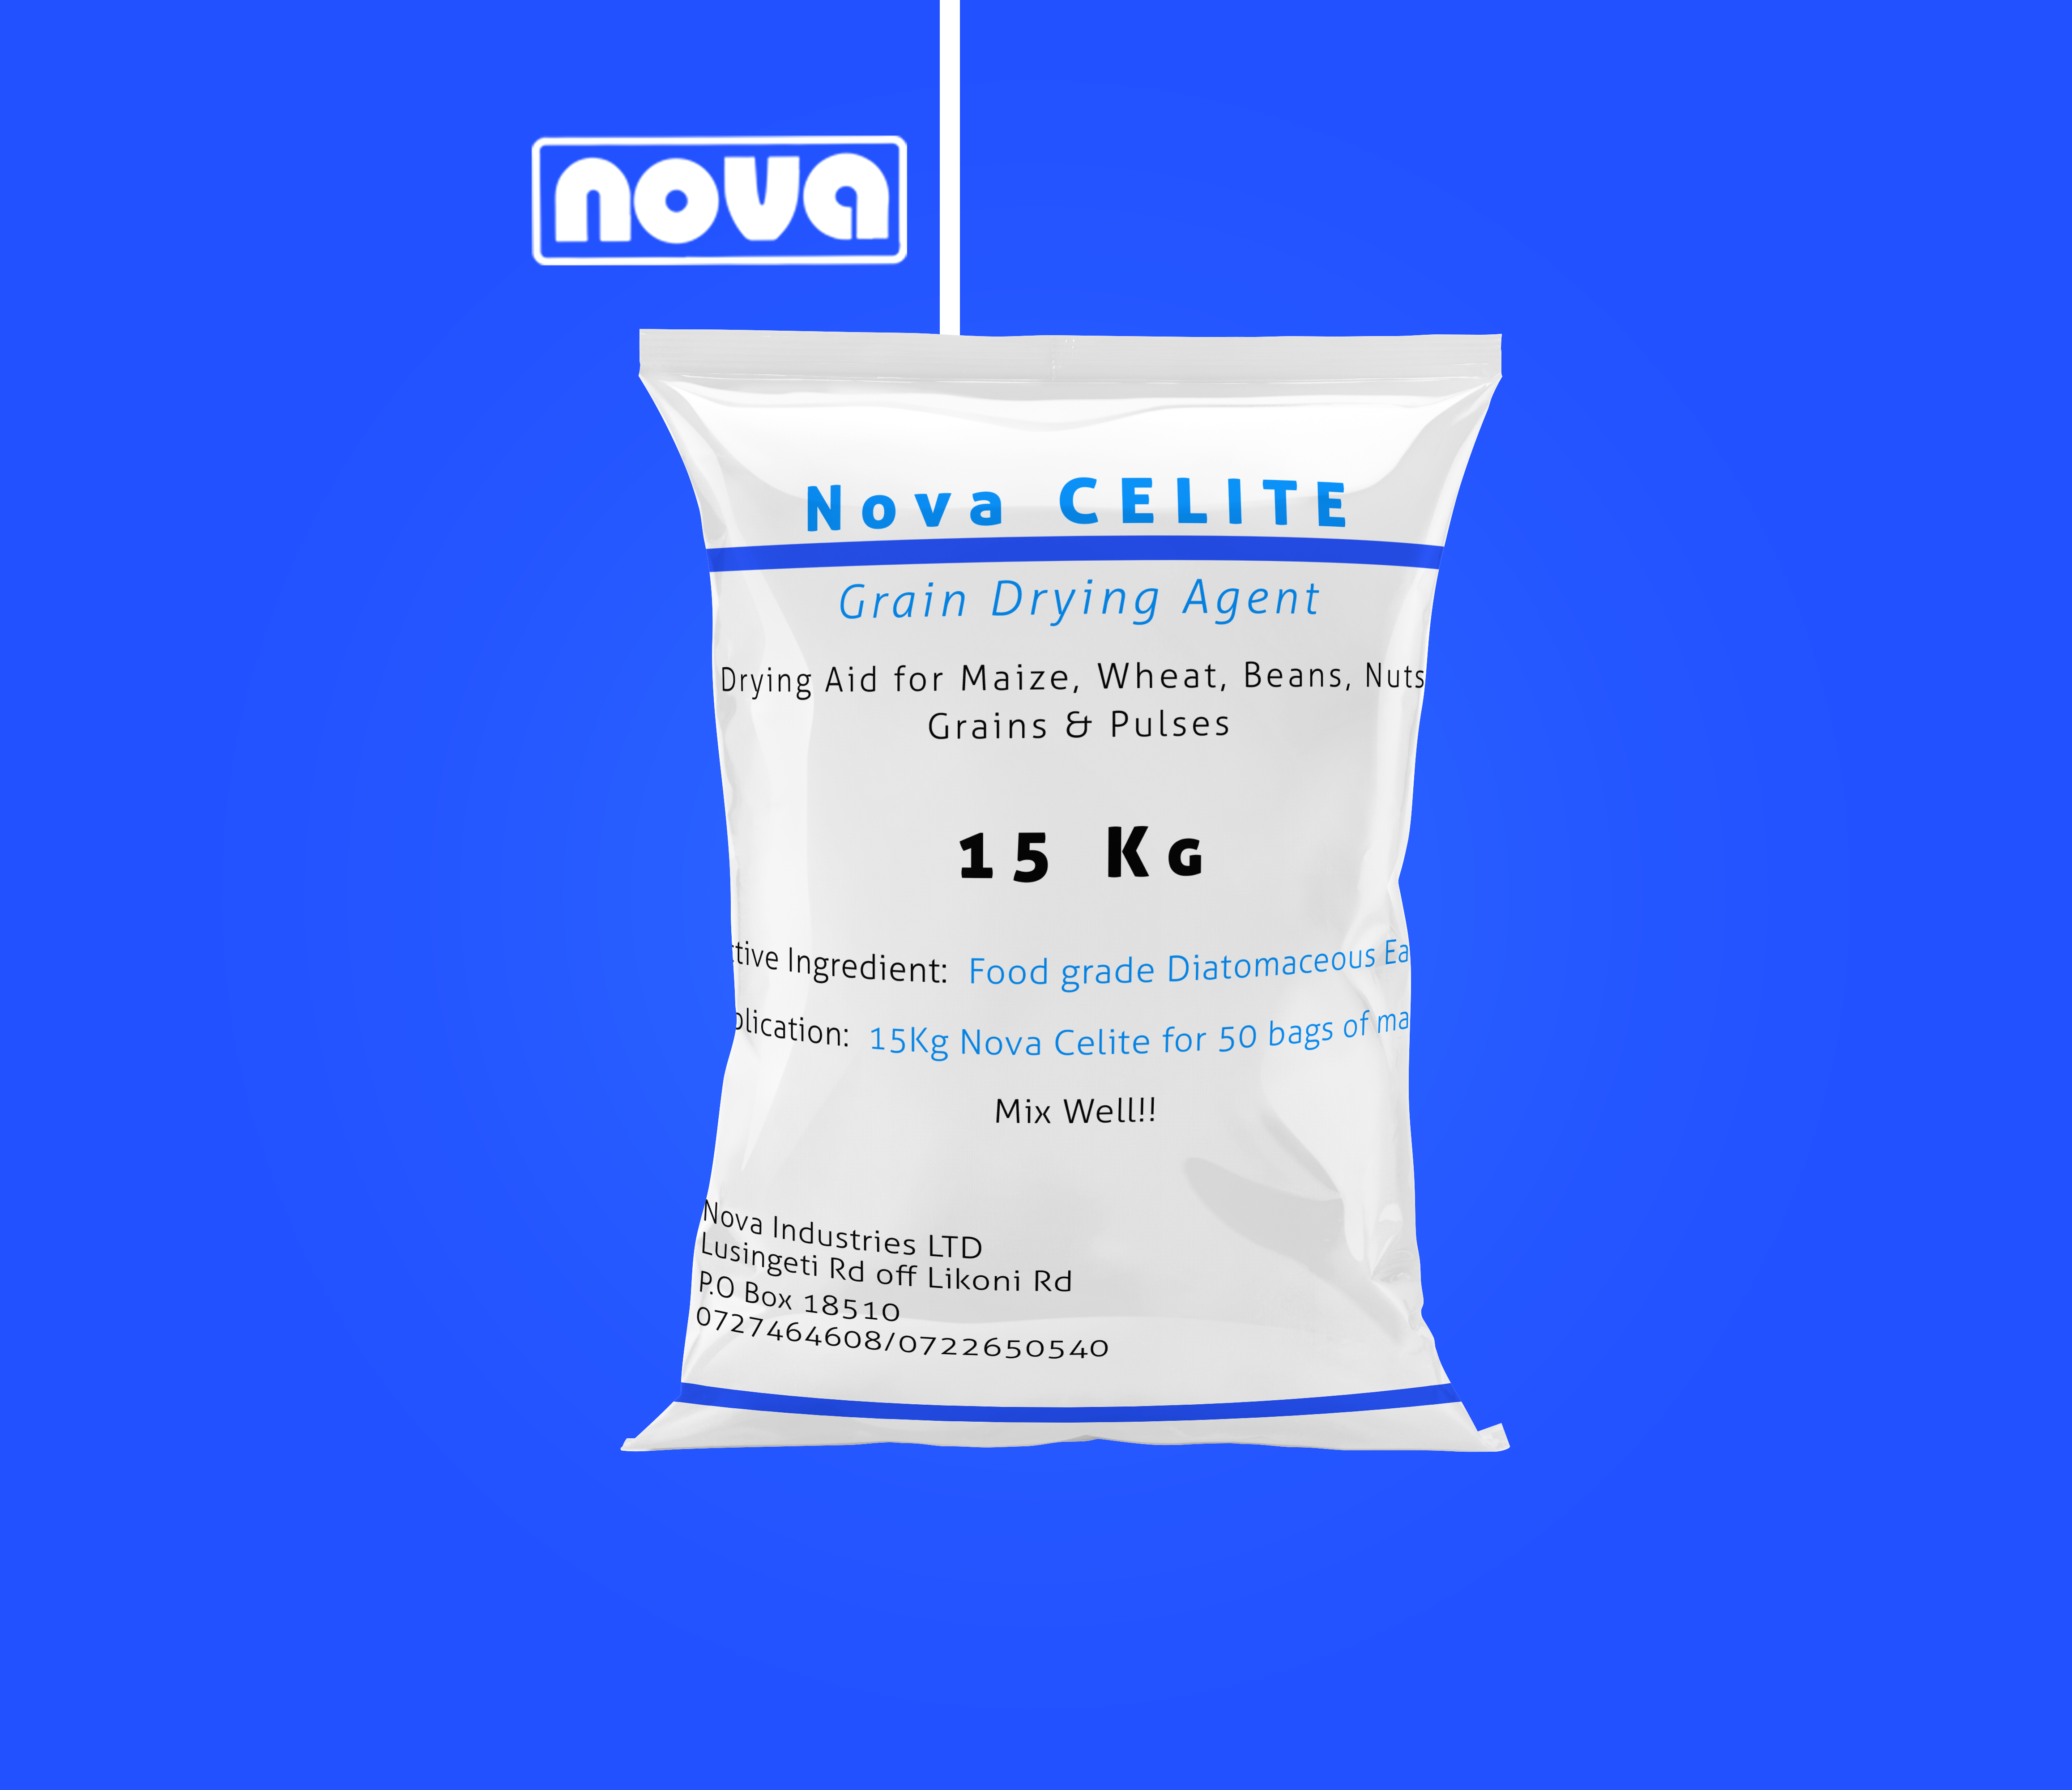 nova
Nova CELITE
Grain Drying Agent
Drying Aid for Maize, Wheat, Beans, Nuts
Grains & Pulses
15 KG
ctive Ingredient: Food grade Diatomaceous Ea
plication: 15Kg Nova Celite for 50 bags of ma
Mix Well!!
Nova Industries LTD
Lusingeti Rd off Likoni Rd
P.O Box 18510
0727464608/0722650540